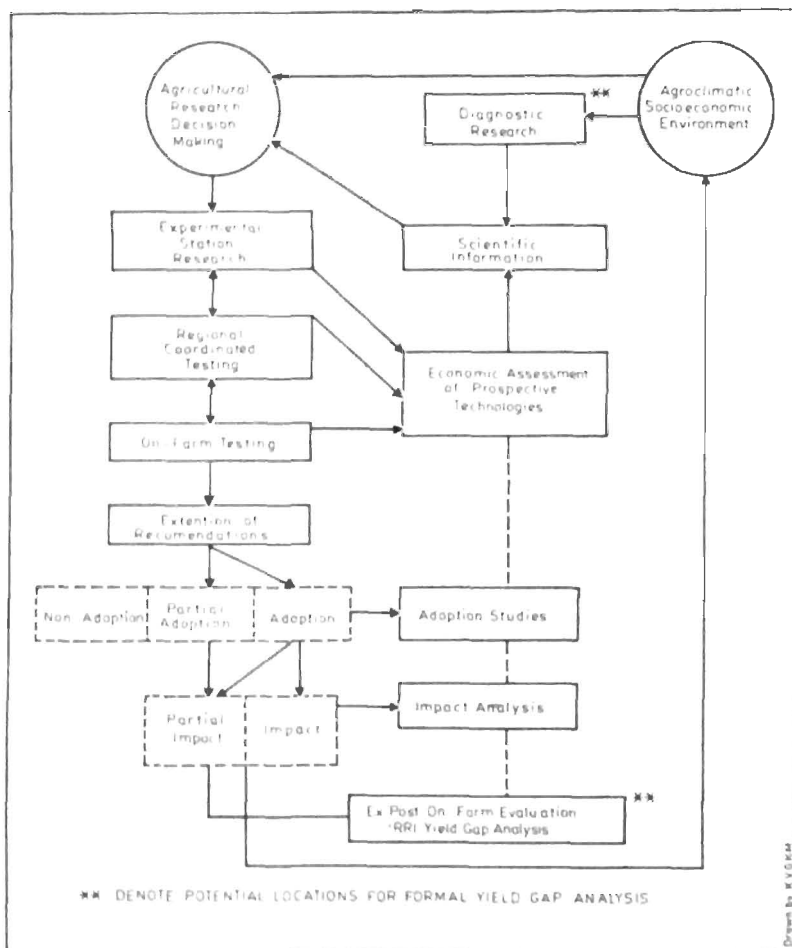 Agricultural
Research
Decision
Making
**
Agroclimatic
Socioeconomic
Environment
Diagnostic
Research
Experimental
Station
Research
Scientific
Information
Regional
Coordinated
Testing
Economic Assessment
of Prospective
Technologies
On-Farm Testing
Extention of
Recomendations
Non Adoption
Partial
Adoption
Adoption
Adoption Studies
Partial
Impact
Impact
Impact Analysis
Ex Post On-Farm Evaluation
IRRI Yield Gap Analysis
**
** DENOTE POTENTIAL LOCATIONS FOR FORMAL YIELD GAP ANALYSIS
Drawn by